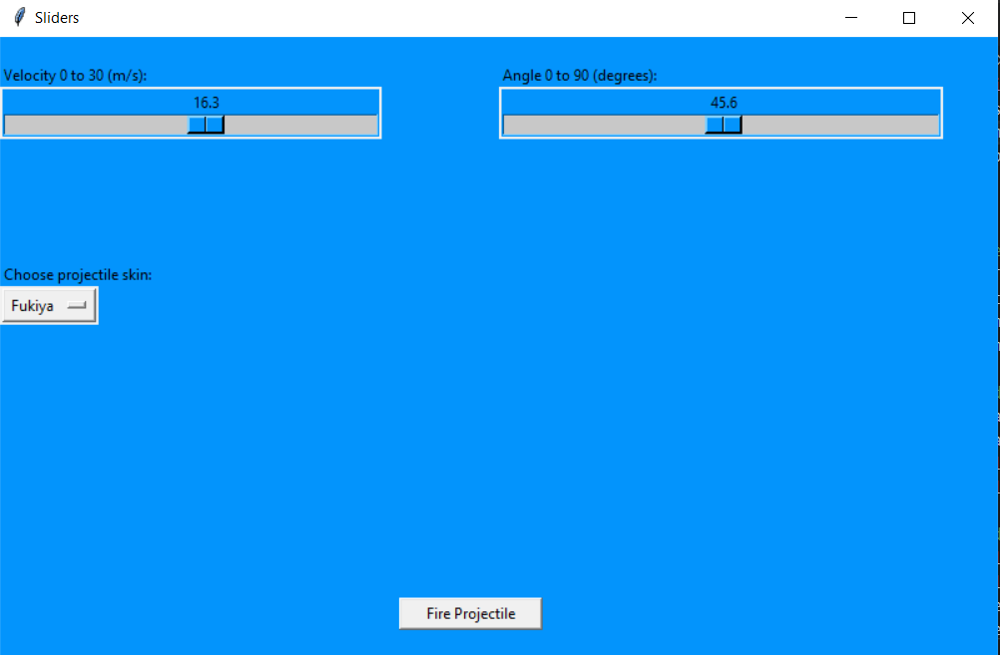 Sliders
Velocity 0 to 30 (m/s):
Angle 0 to 90 (degrees):
16.3
45.6
Choose projectile skin:
Fukiya
Fire Projectile